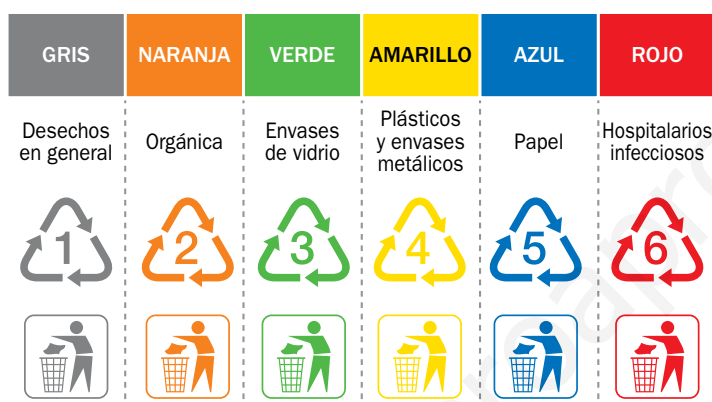 GRIS
NARANJA
VERDE
AMARILLO
AZUL
ROJO
Desechos
en general
Orgánica
Envases
de vidrio
Plásticos
y envases
metálicos
Papel
Hospitalarios
infecciosos
1
2
3
4
5
6